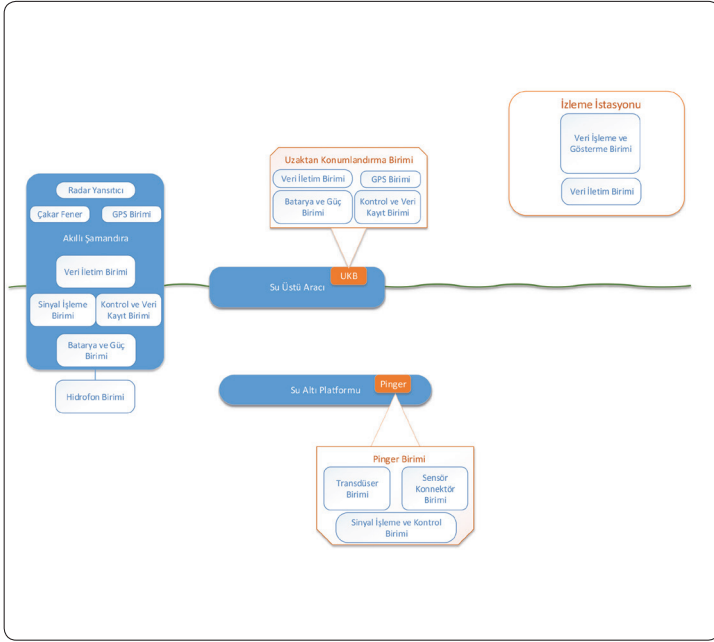 İzleme İstasyonu
Veri İşleme ve
Gösterme Birimi
Veri İletim Birimi
Uzaktan Konumlandırma Birimi
Veri İletim Birimi
GPS Birimi
Batarya ve Güç
Birimi
Kontrol ve Veri
Kayıt Birimi
UKB
Su Üstü Aracı
Radar Yansıtıcı
Çakar Fener
GPS Birimi
Akıllı Şamandıra
Veri İletim Birimi
Sinyal İşleme
Birimi
Kontrol ve Veri
Kayıt Birimi
Batarya ve Güç
Birimi
Hidrofon Birimi
Su Altı Platformu
Pinger
Pinger Birimi
Transdüser
Birimi
Sensör
Konnektör
Birimi
Sinyal İşleme ve Kontrol
Birimi